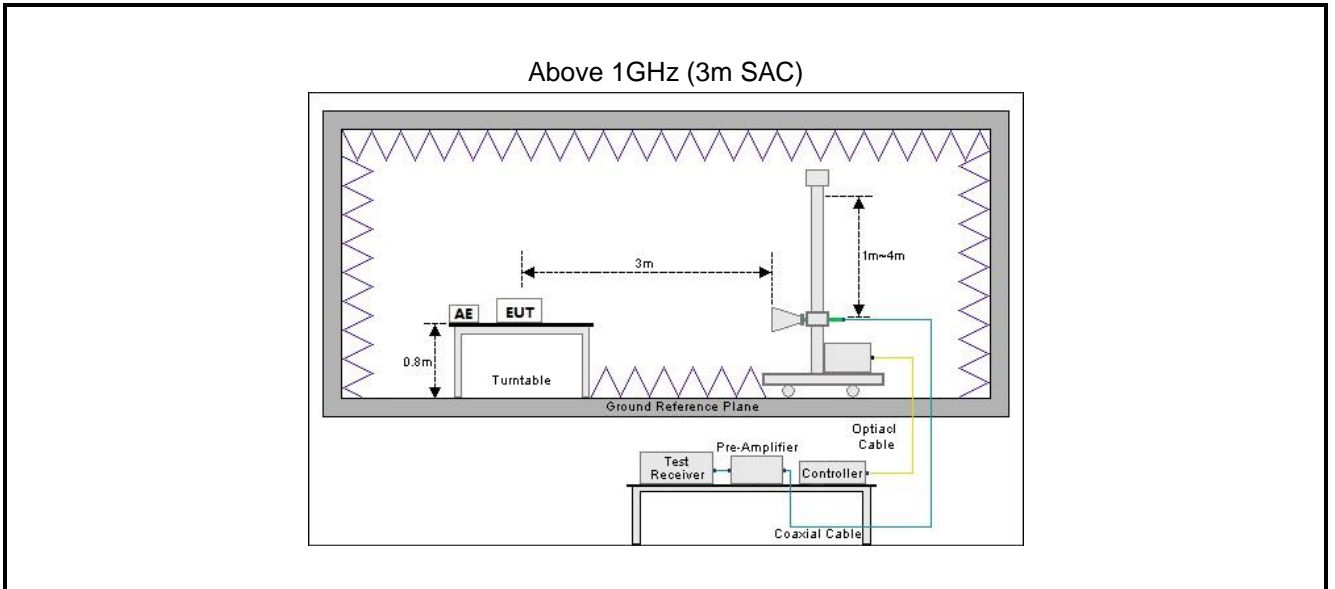 Above 1GHz (3m SAC)
3m
1m~4m
AE
EUT
0.8m
Turntable
Ground Reference Plane
Optiacl
Cable
Pre-Amplifier
Test
Receiver
Controller
Coaxial Cable